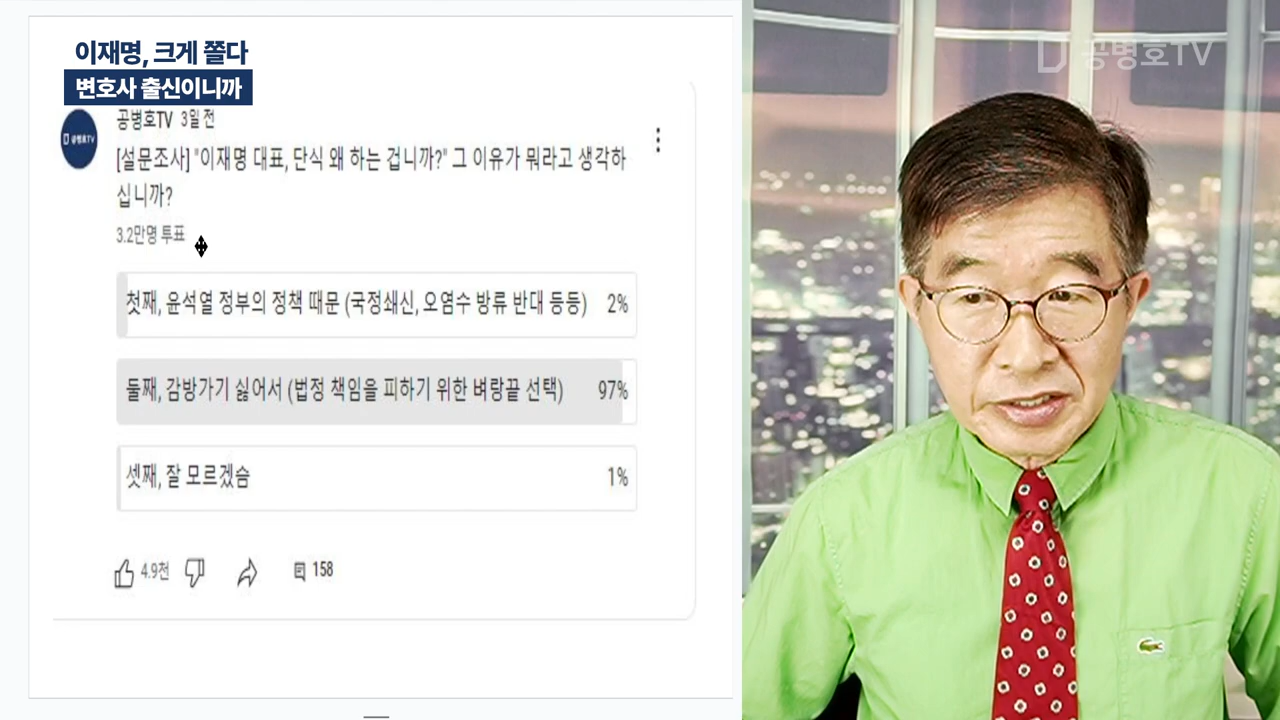 이재명, 크게 쫄다
변호사 출신이니까
공병호TV
공병호TV 3일 전
공병호TV
[설문조사] "이재명 대표, 단식 왜 하는 겁니까?" 그 이유가 뭐라고 생각하
십니까?
3.2만명 투표
첫째, 윤석열 정부의 정책 때문 (국정쇄신, 오염수 방류 반대 등등) 2%
둘째, 감방가기 싫어서 (법정 책임을 피하기 위한 벼랑끝 선택) 97%
셋째, 잘 모르겠슴 1%
4.9천 158